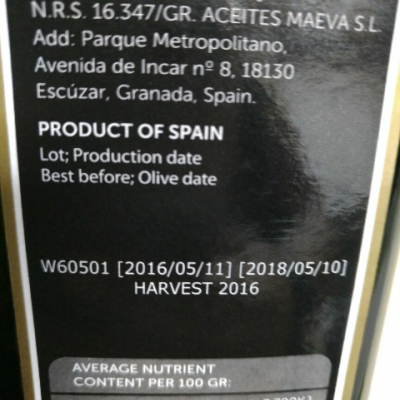 N.R.S. 16.347/GR. ACEITES MAEVA S.L.
Add: Parque Metropolitano,
Avenida de Incar nº 8, 18130
Escúzar, Granada, Spain.
PRODUCT OF SPAIN
Lot; Production date
Best before; Olive date
W60501 [2016/05/11] [2018/05/10]
HARVEST 2016
AVERAGE NUTRIENT
CONTENT PER 100 GR: